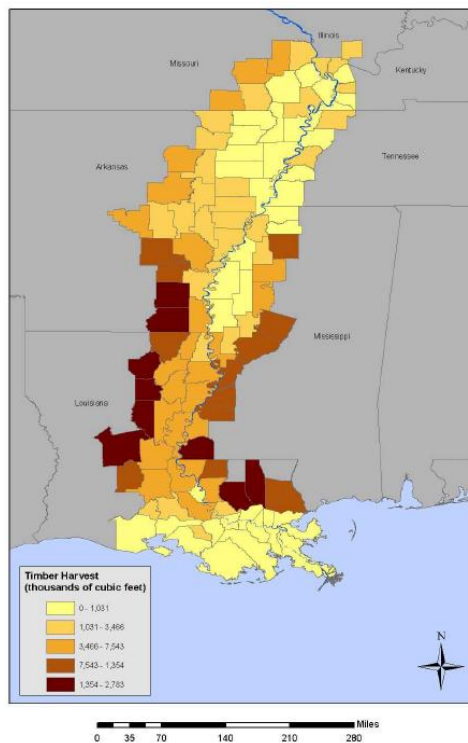 Illinois
Missouri
Kentucky
Arkansas
Tennessee
Mississippi
Louisiana
Timber Harvest
(thousands of cubic feet)
0 - 1,031
1,031 - 3,466
3,466 - 7,543
7,543 - 1,354
1,354 - 2,783
N
Miles
0 35 70 140 210 280